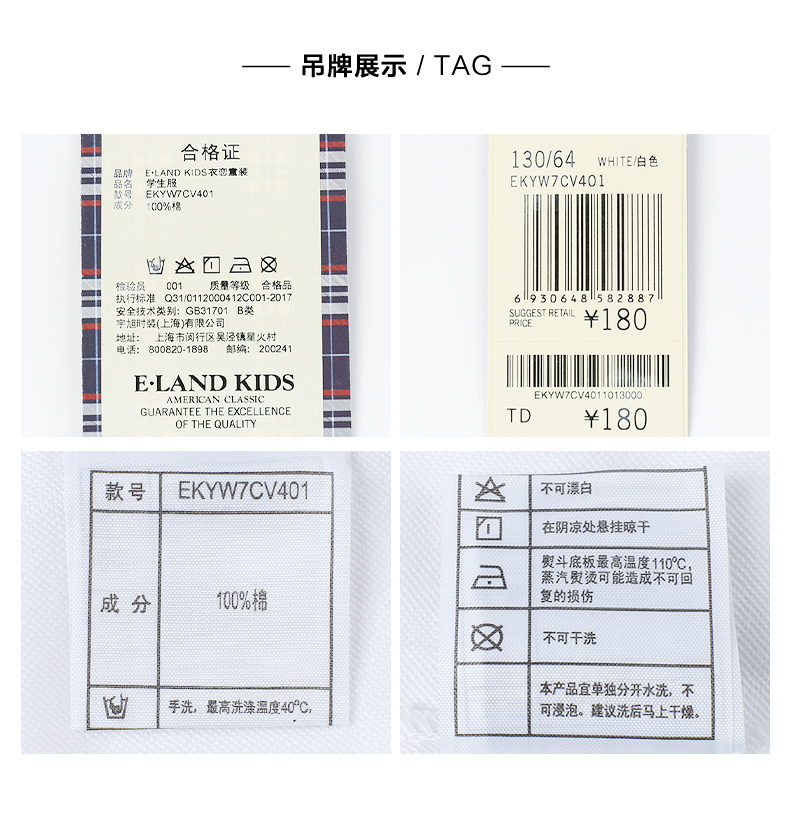 吊牌展示 / TAG
合格证
品牌 E·LAND KIDS衣恋童装
品名 学生服
款号 EKYW7CV401
成分 100%棉
检验员 001 质量等级 合格品
执行标准 Q31/0112000412C001-2017
安全技术类别: GB31701 B类
宇旭时装(上海)有限公司
地址: 上海市闵行区吴泾镇星火村
电话: 800820-1898 邮编: 200241
E·LAND KIDS
AMERICAN CLASSIC
GUARANTEE THE EXCELLENCE
OF THE QUALITY
130/64 WHITE/白色
EKYW7CV401
6 930648 582887
SUGGEST RETAIL
PRICE ¥180
EKYW7CV4011013000
TD ¥180
款号 EKYW7CV401
成分 100%棉
手洗，最高洗涤温度40℃,
不可漂白
在阴凉处悬挂晾干
熨斗底板最高温度110℃,
蒸汽熨烫可能造成不可回
复的损伤
不可干洗
本产品宜单独分开水洗，不
可浸泡。建议洗后马上干燥。